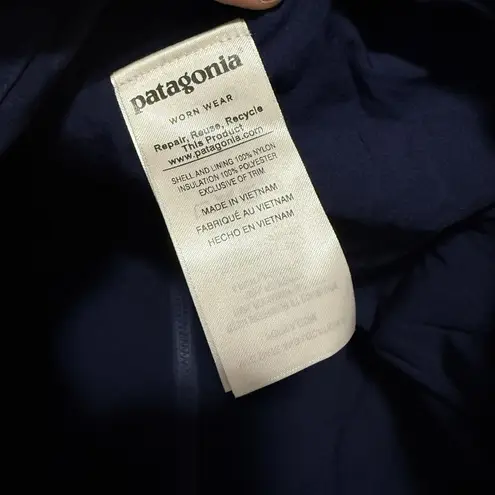 patagonia
WORN WEAR
Repair, Reuse, Recycle
This Product
www.patagonia.com
SHELL AND LINING 100% NYLON
INSULATION 100% POLYESTER
EXCLUSIVE OF TRIM.
MADE IN VIETNAM
FABRIQUÉ AU VIETNAM
HECHO EN VIETNAM